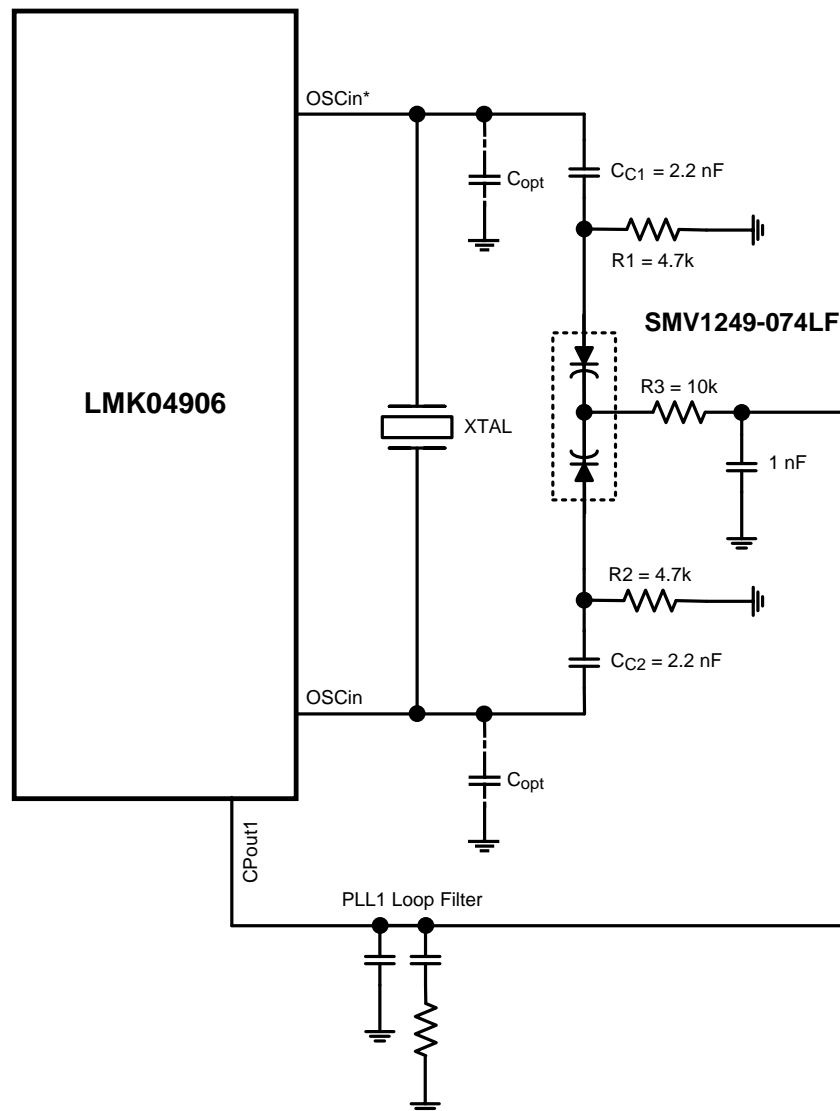 OSCin*
Copt
CC1 = 2.2 nF
R1 = 4.7k
SMV1249-074LF
LMK04906
XTAL
R3 = 10k
1 nF
R2 = 4.7k
CC2 = 2.2 nF
OSCin
Copt
CPout1
PLL1 Loop Filter